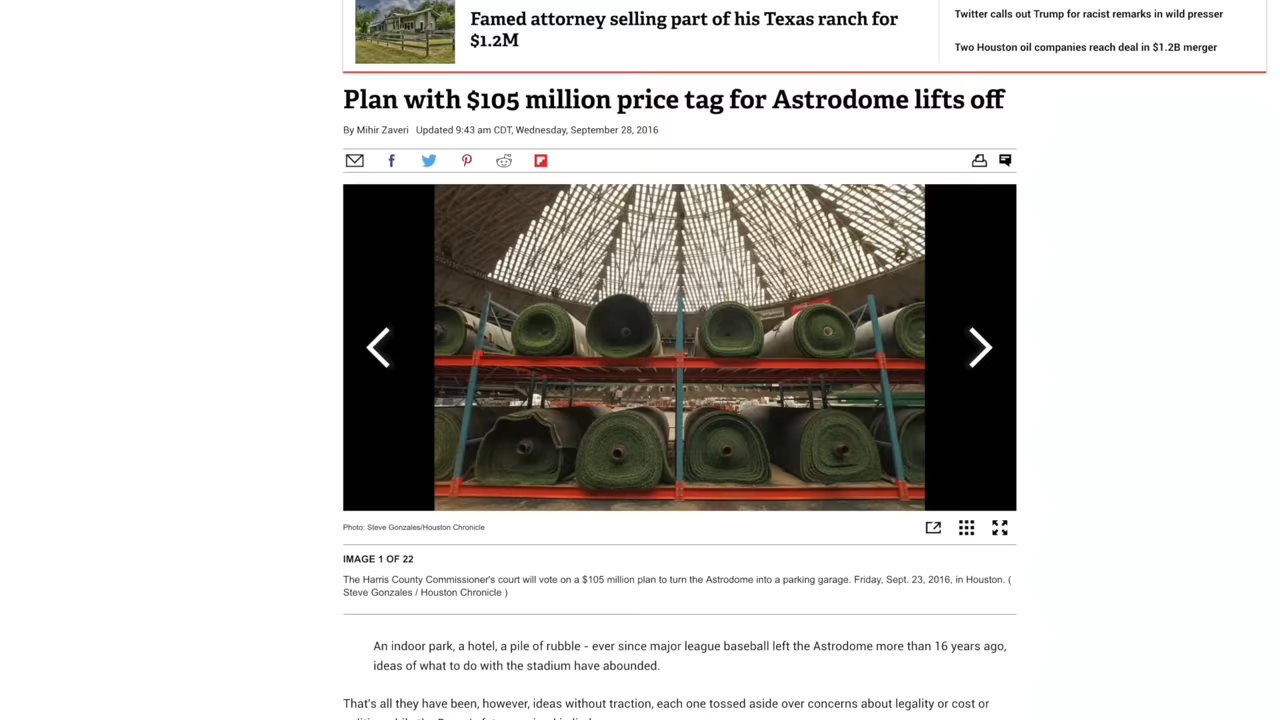 Famed attorney selling part of his Texas ranch for
$1.2M
Twitter calls out Trump for racist remarks in wild presser
Two Houston oil companies reach deal in $1.2B merger
Plan with $105 million price tag for Astrodome lifts off
By Mihir Zaveri Updated 9:43 am CDT, Wednesday, September 28, 2016
Photo: Steve Gonzales/Houston Chronicle
IMAGE 1 OF 22
The Harris County Commissioner's court will vote on a $105 million plan to turn the Astrodome into a parking garage. Friday, Sept. 23, 2016, in Houston. (
Steve Gonzales / Houston Chronicle )
An indoor park, a hotel, a pile of rubble - ever since major league baseball left the Astrodome more than 16 years ago,
ideas of what to do with the stadium have abounded.
That's all they have been, however, ideas without traction, each one tossed aside over concerns about legality or cost or